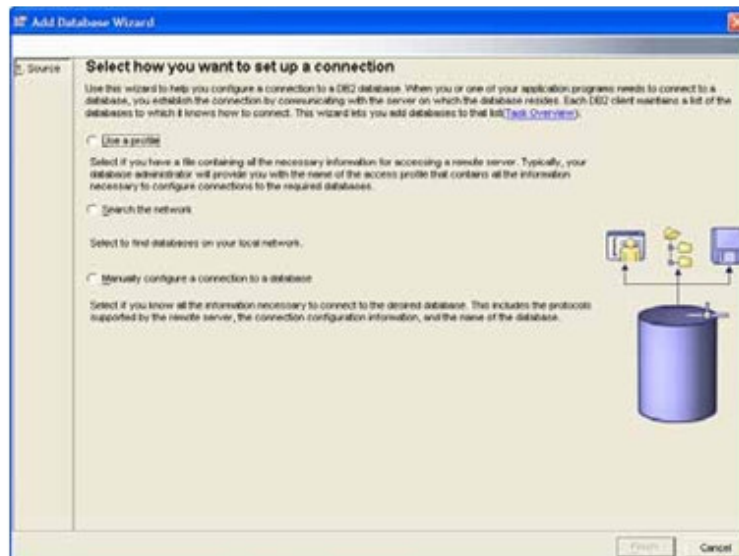 Add Database Wizard
1. Source
Select how you want to set up a connection
Use this wizard to help you configure a connection to a DB2 database. When you or one of your application programs needs to connect to a
database, you establish the connection by communicating with the server on which the database resides. Each DB2 client maintains a list of the
databases to which it knows how to connect. This wizard lets you add databases to that list(Task Overview).
Use a profile
Select if you have a file containing all the necessary information for accessing a remote server. Typically, your
database administrator will provide you with the name of the access profile that contains all the information
necessary to configure connections to the required databases.
Search the network
Select to find databases on your local network.
Manually configure a connection to a database
Select if you know all the information necessary to connect to the desired database. This includes the protocols
supported by the remote server, the connection configuration information, and the name of the database.
Finish
Cancel